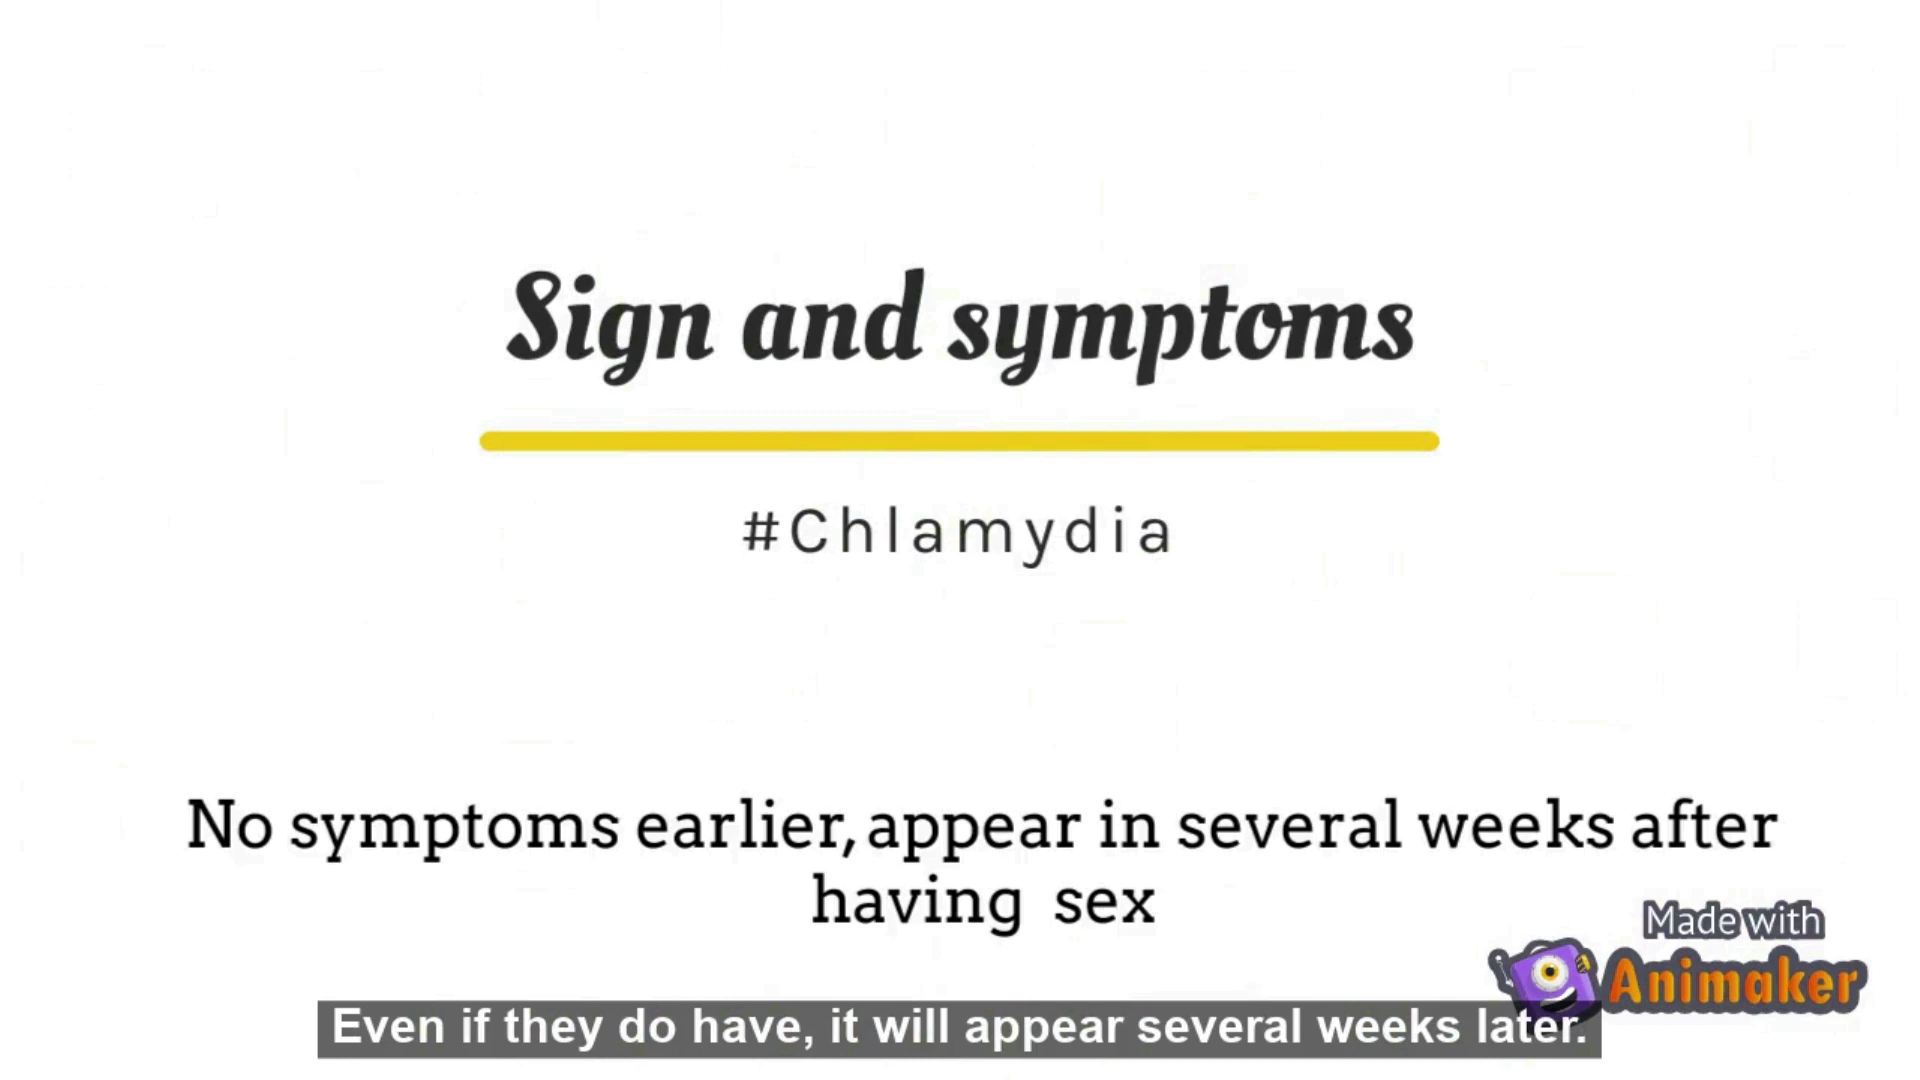 Sign and symptoms
#Chlamydia
No symptoms earlier, appear in several weeks after
having sex
Made with
Animaker
Even if they do have, it will appear several weeks later.